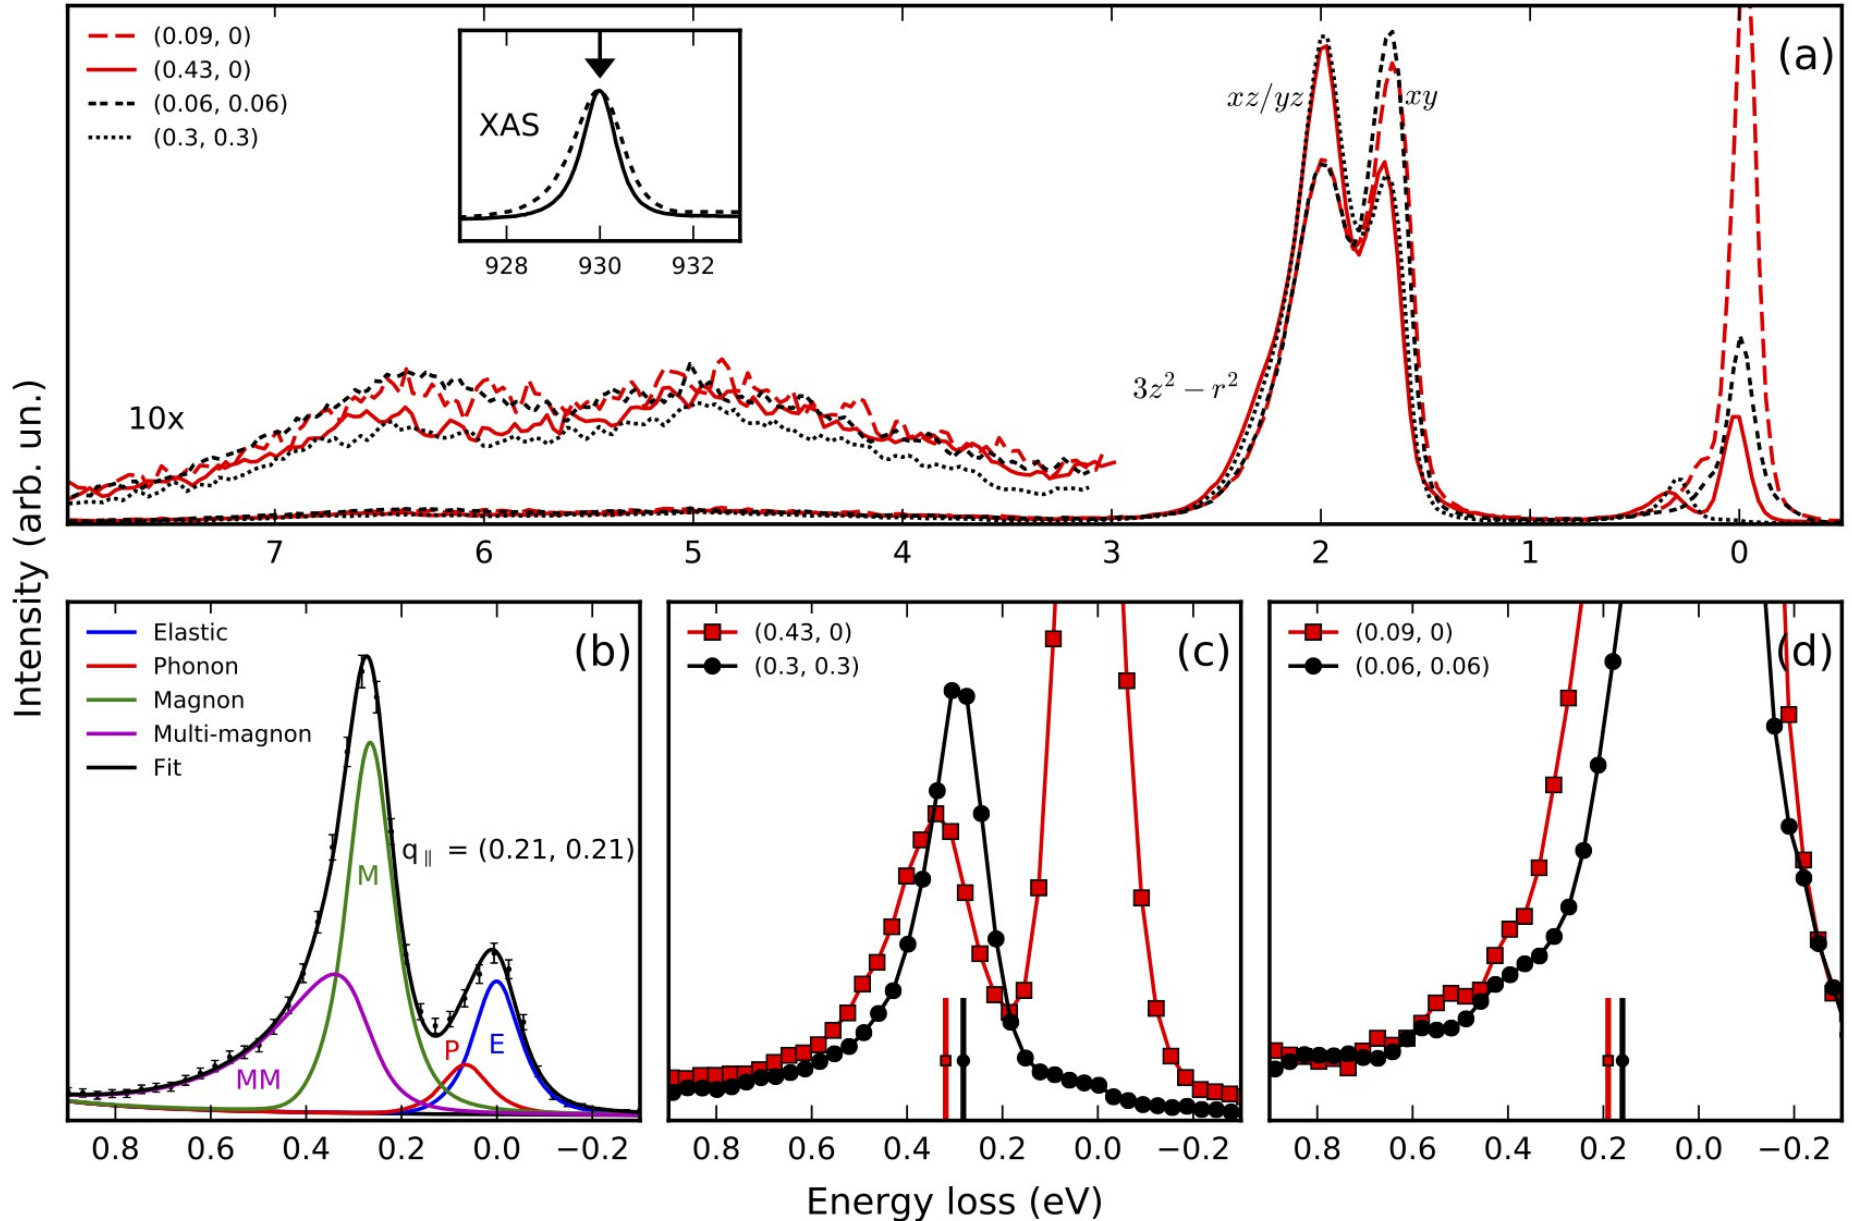 (a)
(0.09, 0)
(0.43, 0)
(0.06, 0.06)
(0.3, 0.3)
XAS
928 930 932
xz/yz
xy
3z² − r²
10x
7 6 5 4 3 2 1 0
Intensity (arb. un.)
(b)
Elastic
Phonon
Magnon
Multi-magnon
Fit
q∥ = (0.21, 0.21)
M
P
E
MM
0.8 0.6 0.4 0.2 0.0 −0.2
(c)
(0.43, 0)
(0.3, 0.3)
0.8 0.6 0.4 0.2 0.0 −0.2
(d)
(0.09, 0)
(0.06, 0.06)
0.8 0.6 0.4 0.2 0.0 −0.2
Energy loss (eV)